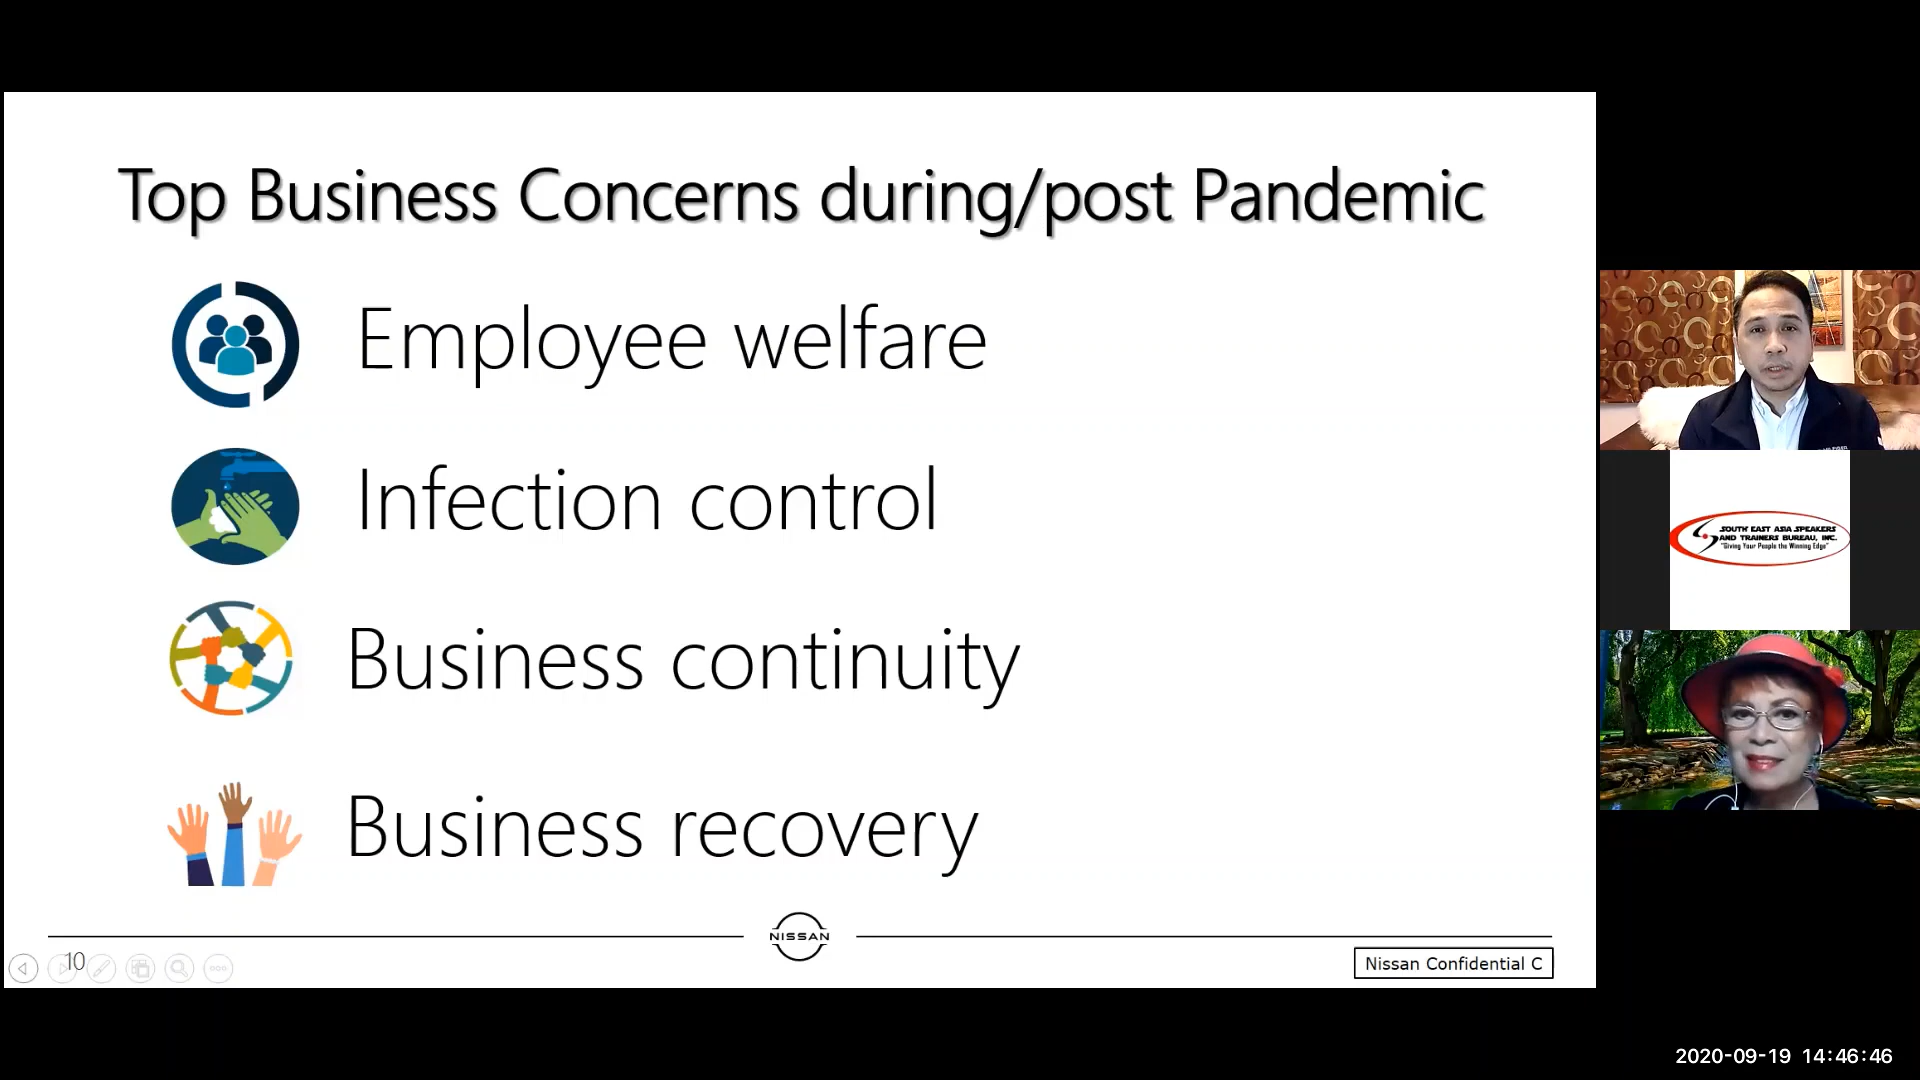 Top Business Concerns during/post Pandemic
Employee welfare
Infection control
Business continuity
Business recovery
NISSAN
10
Nissan Confidential C
SOUTH EAST ASIA SPEAKERS
AND TRAINERS BUREAU, INC.
"Giving Your People the Winning Edge"
2020-09-19 14:46:46